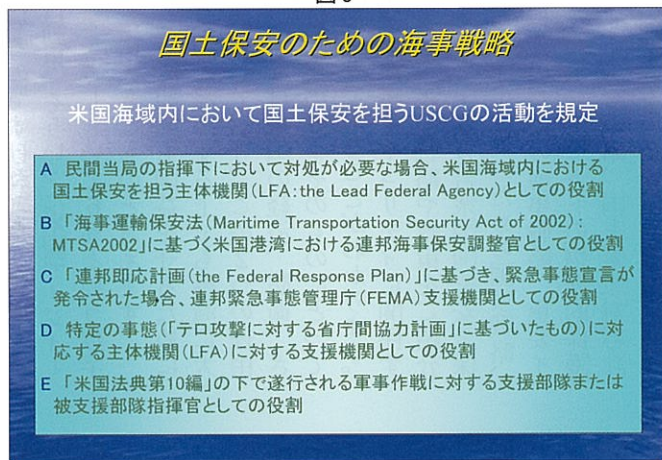 国土保安のための海事戦略
米国海域内において国土保安を担うUSCGの活動を規定
A 民間当局の指揮下において対処が必要な場合、米国海域内における
国土保安を担う主体機関(LFA:the Lead Federal Agency)としての役割
B 「海事運輸保安法(Maritime Transportation Security Act of 2002):
MTSA2002」に基づく米国港湾における連邦海事保安調整官としての役割
C 「連邦即応計画(the Federal Response Plan)」に基づき、緊急事態宣言が
発令された場合、連邦緊急事態管理庁(FEMA)支援機関としての役割
D 特定の事態(「テロ攻撃に対する省庁間協力計画」に基づいたもの)に対
応する主体機関(LFA)に対する支援機関としての役割
E 「米国法典第10編」の下で遂行される軍事作戦に対する支援部隊または
被支援部隊指揮官としての役割